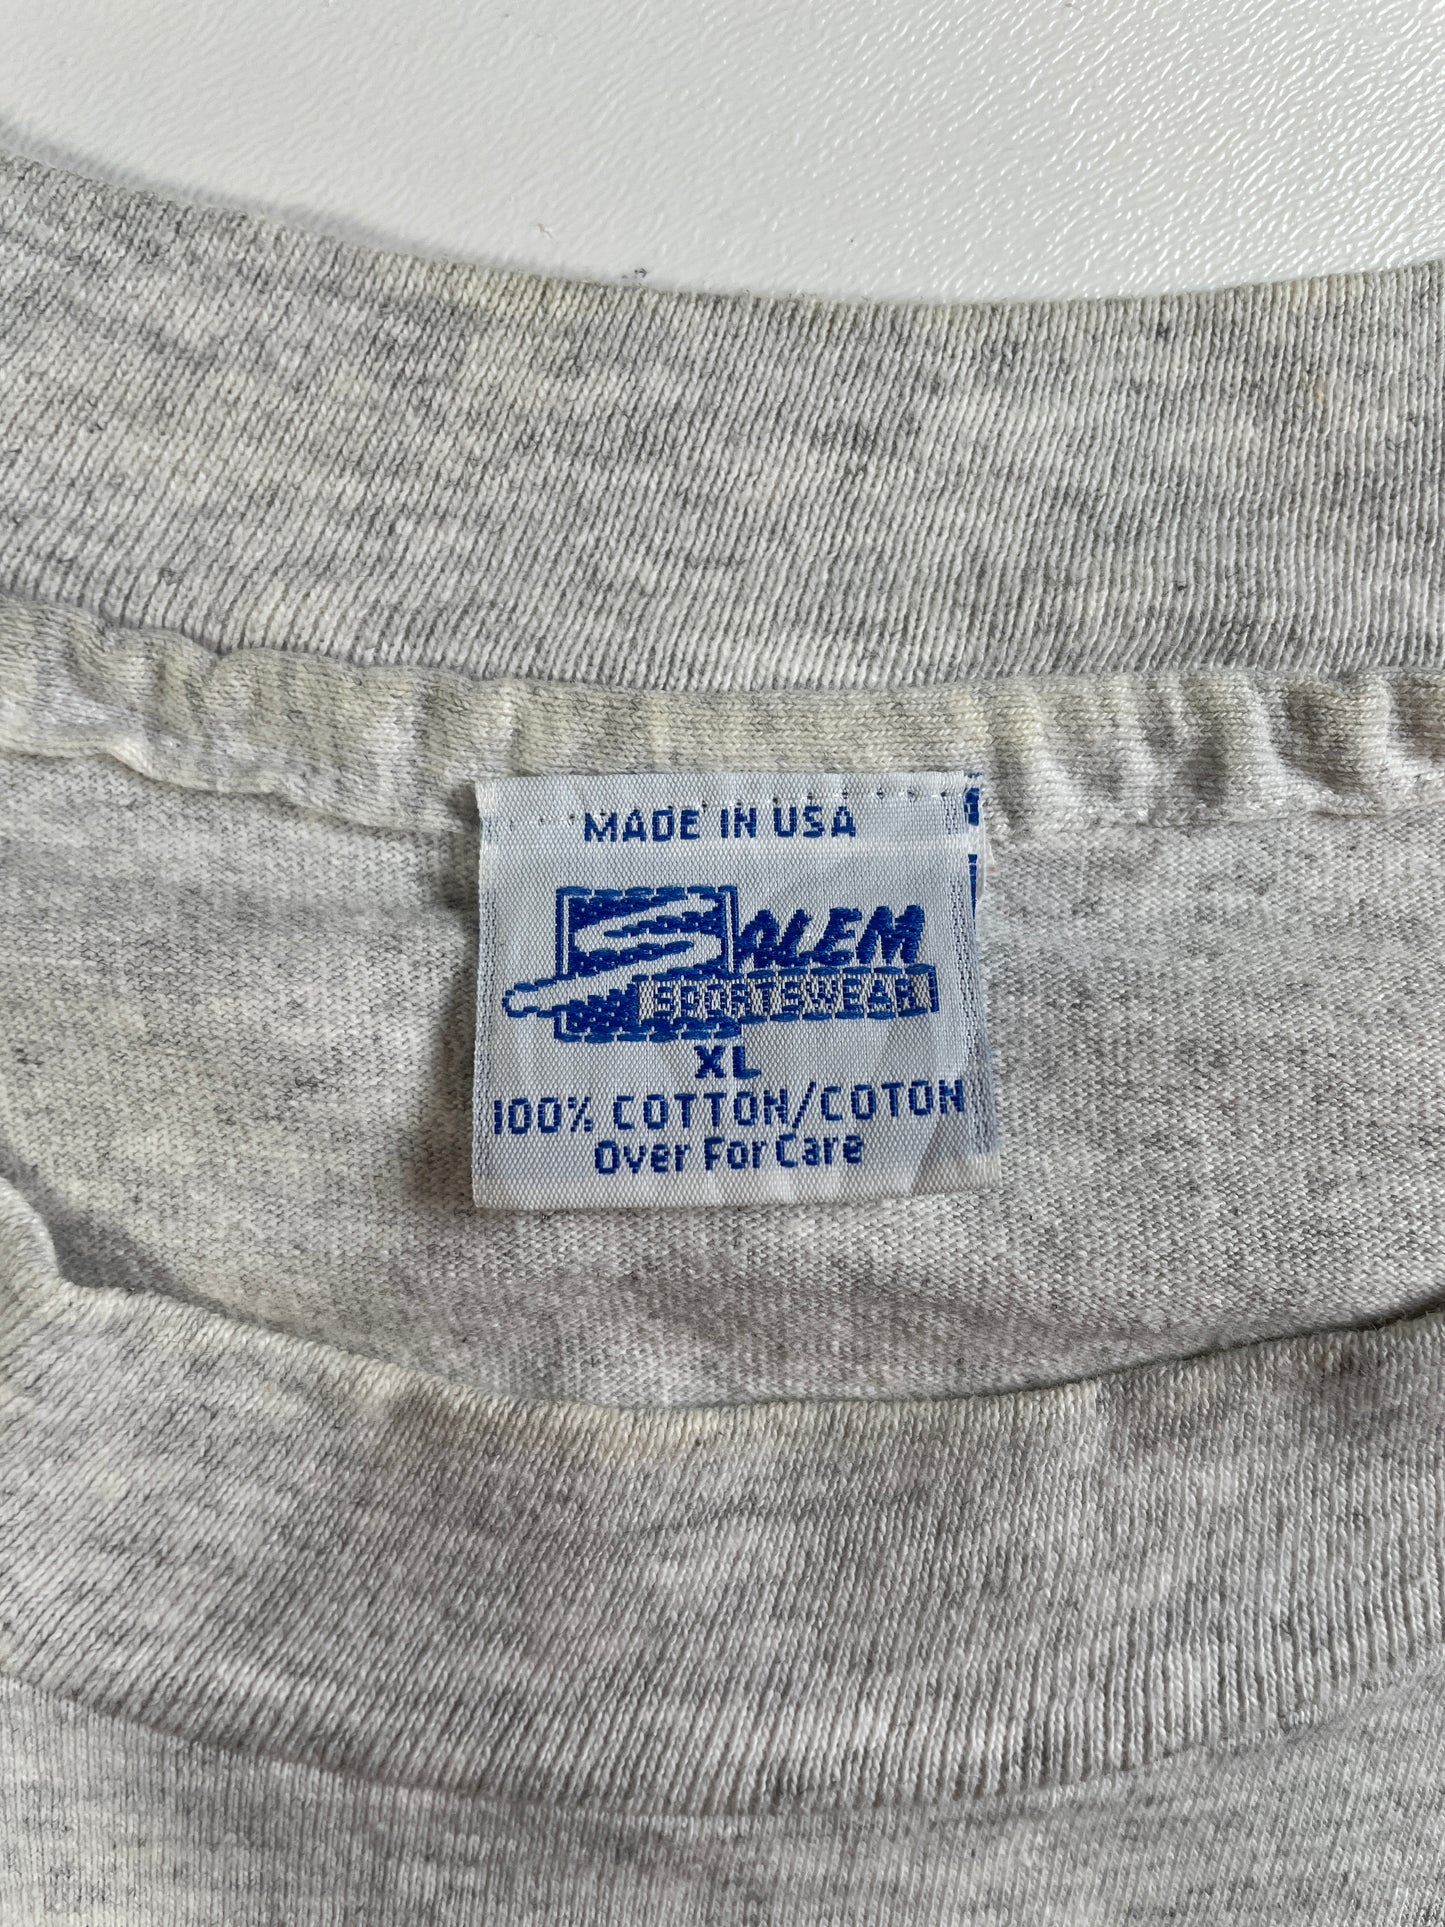 MADE IN USA
SALEM
SPORTSWEAR
XL
100% COTTON/COTON
Over For Care